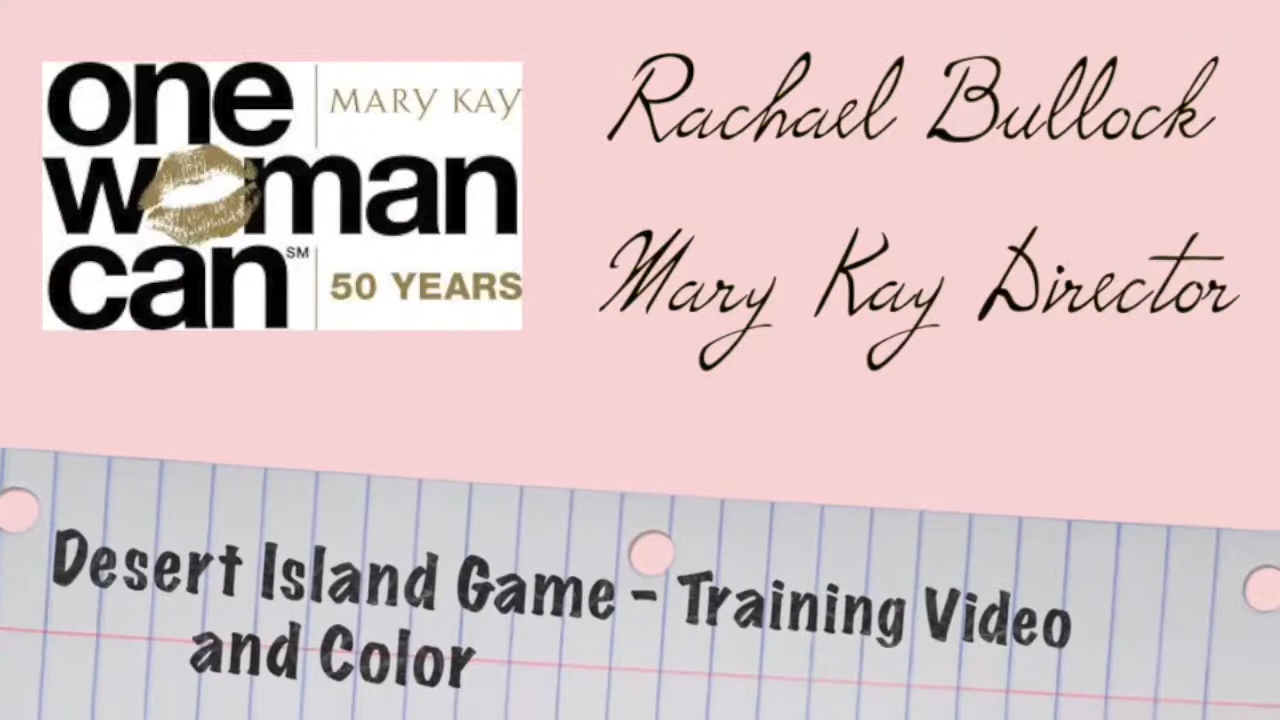 one
MARY KAY
woman
can SM
50 YEARS
Rachael Bullock
Mary Kay Director
Desert Island Game - Training Video
and Color